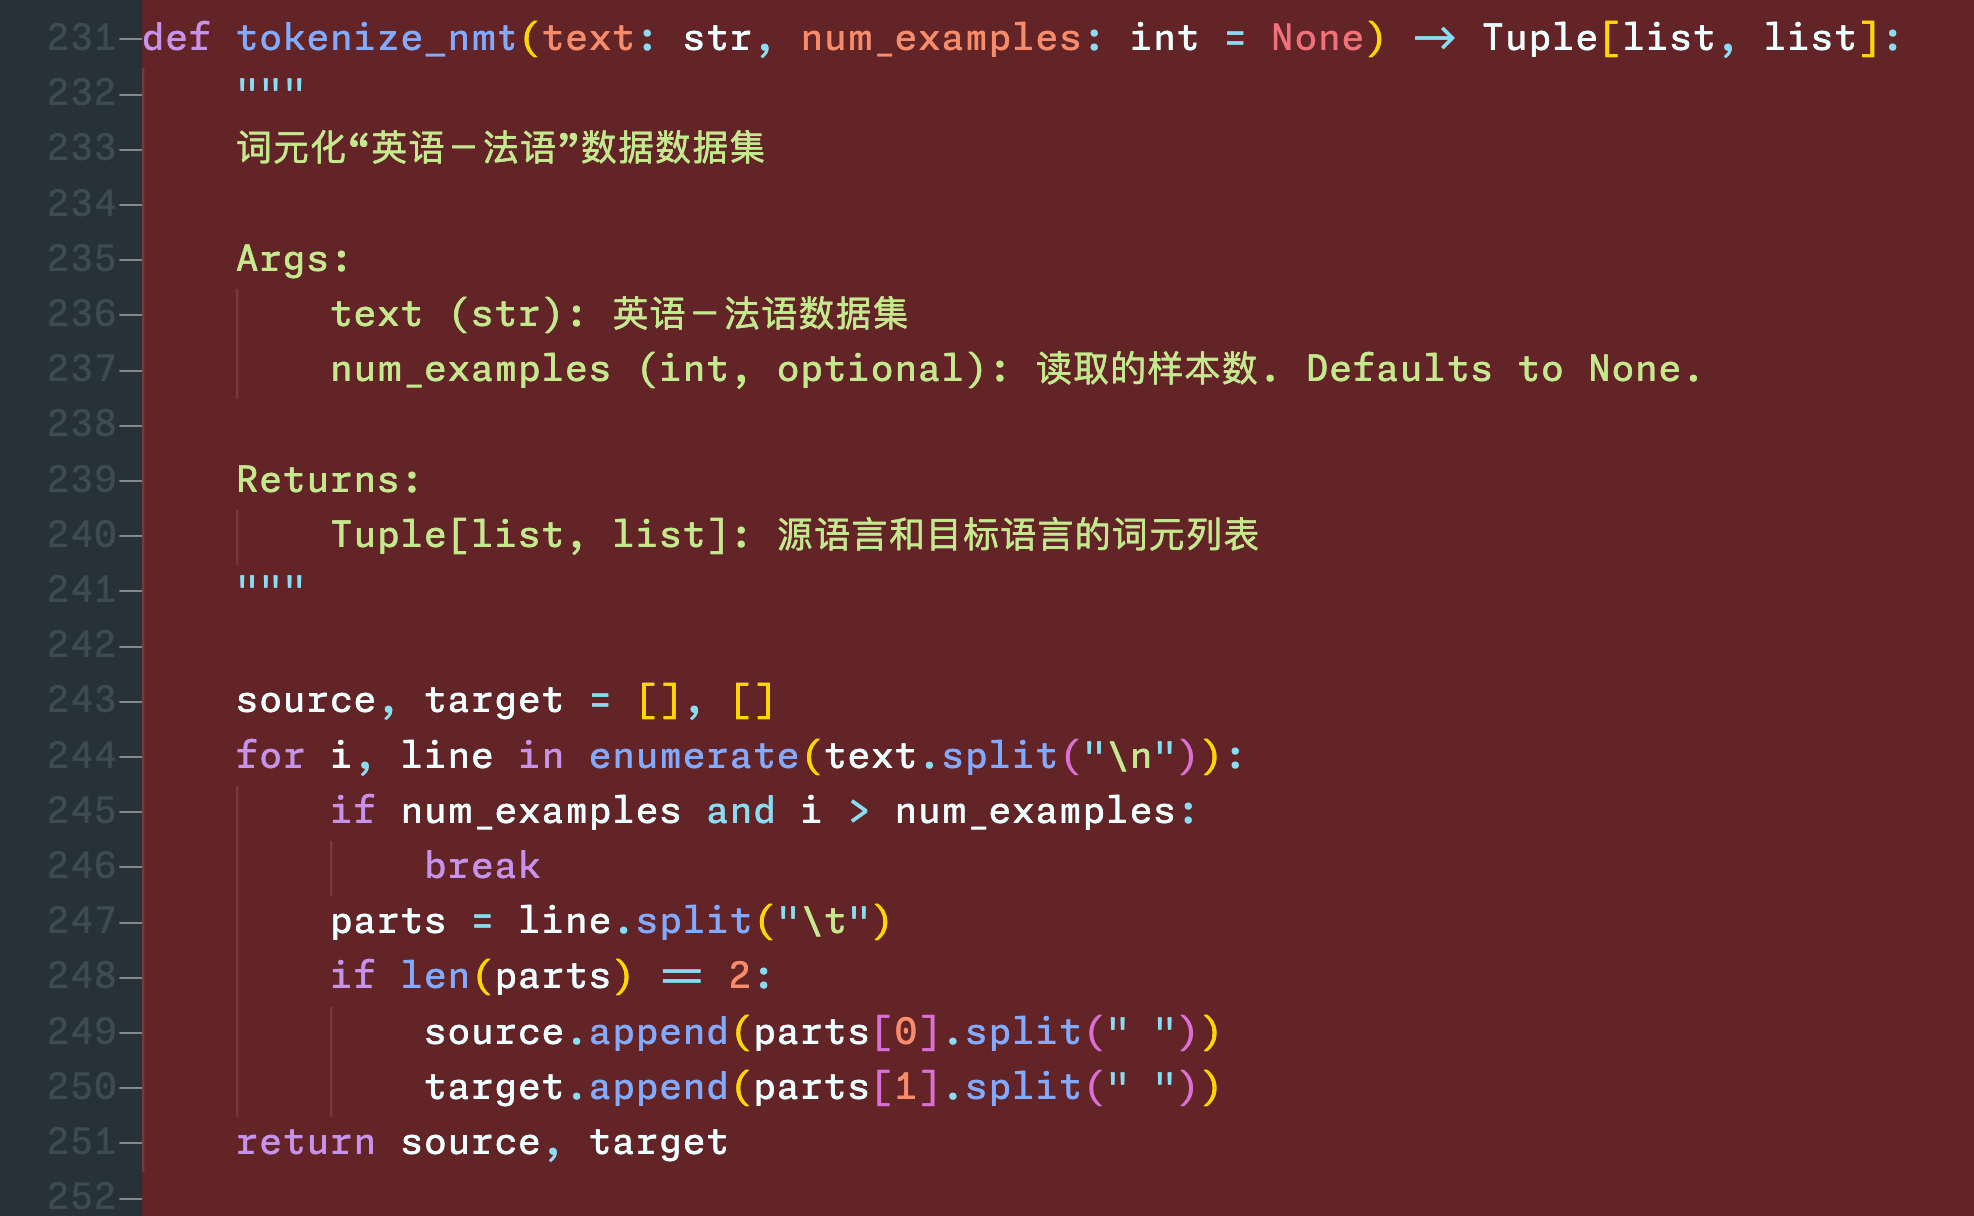 231 def tokenize_nmt(text: str, num_examples: int = None) -> Tuple[list, list]:
232     """
233     词元化“英语－法语”数据数据集
234
235     Args:
236         text (str): 英语－法语数据集
237         num_examples (int, optional): 读取的样本数. Defaults to None.
238
239     Returns:
240         Tuple[list, list]: 源语言和目标语言的词元列表
241     """
242
243     source, target = [], []
244     for i, line in enumerate(text.split("\n")):
245         if num_examples and i > num_examples:
246             break
247         parts = line.split("\t")
248         if len(parts) == 2:
249             source.append(parts[0].split(" "))
250             target.append(parts[1].split(" "))
251     return source, target
252